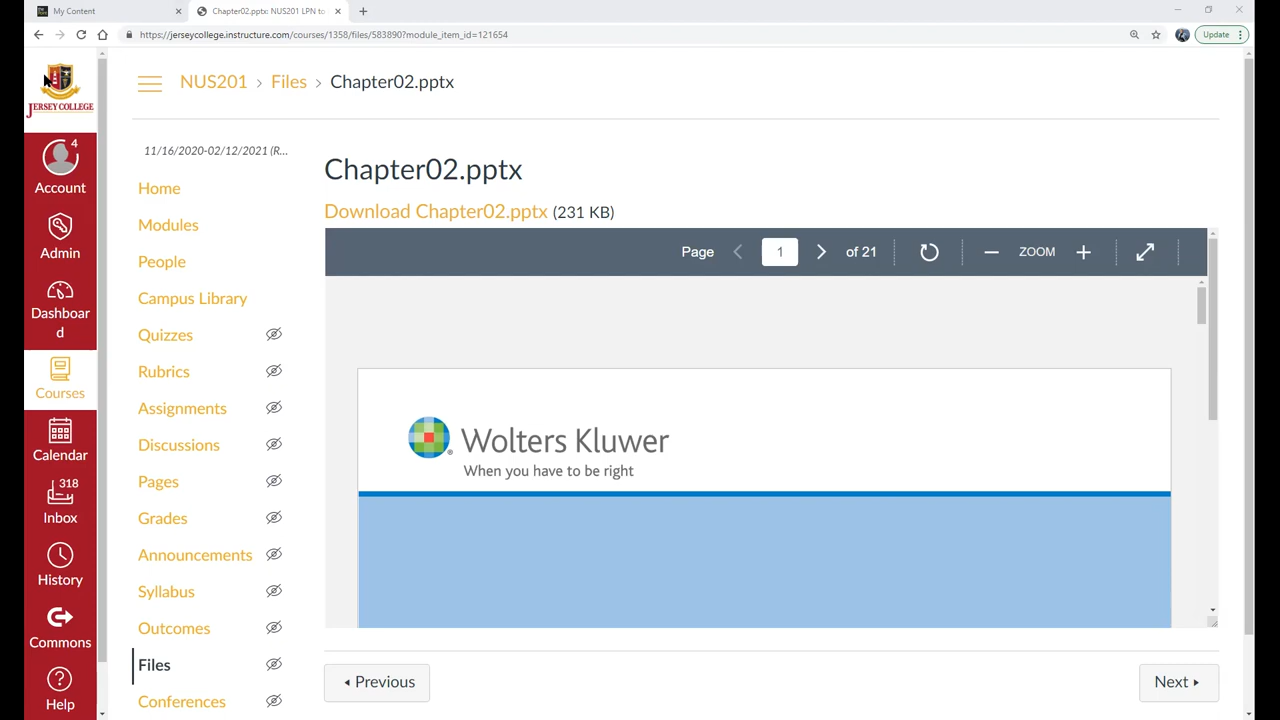 My Content
Chapter02.pptx: NUS201 LPN to
https://jerseycollege.instructure.com/courses/1358/files/583890?module_item_id=121654
Update
JERSEY COLLEGE
NUS201 > Files > Chapter02.pptx
4
Account
Admin
Dashboar
d
Courses
Calendar
318
Inbox
History
Commons
Help
11/16/2020-02/12/2021 (R...
Home
Modules
People
Campus Library
Quizzes
Rubrics
Assignments
Discussions
Pages
Grades
Announcements
Syllabus
Outcomes
Files
Conferences
Chapter02.pptx
Download Chapter02.pptx (231 KB)
Page 1 of 21 ZOOM
Wolters Kluwer
When you have to be right
Previous
Next